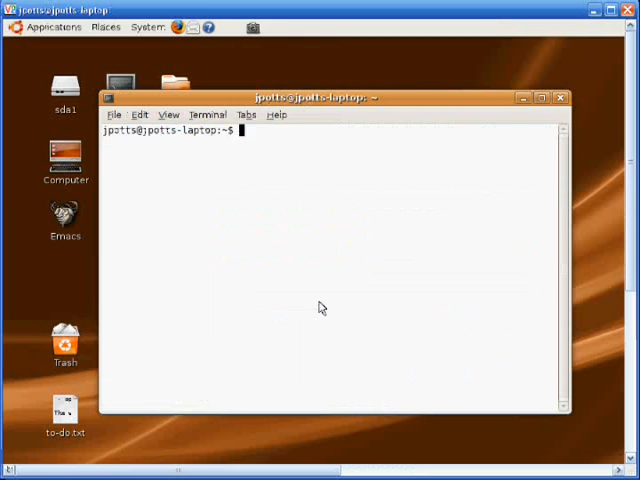 jpotts@jpotts-laptop:
Applications Places System
sda1
jpotts@jpotts-laptop: ~
File Edit View Terminal Tabs Help
jpotts@jpotts-laptop:~$
Computer
Emacs
Trash
to-do.txt